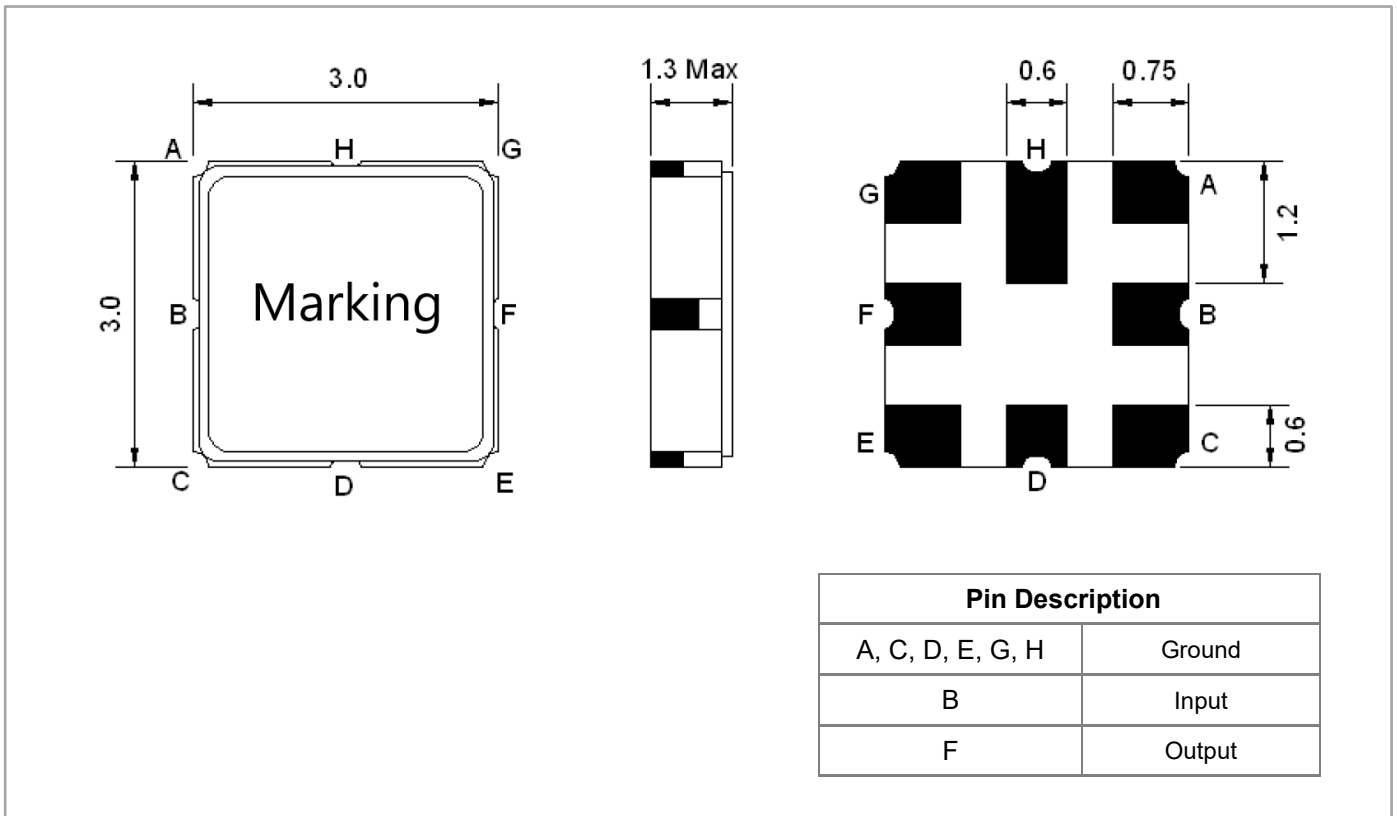 3.0
1.3 Max
0.6
0.75
A
H
G
H
G
A
1.2
3.0
B
Marking
F
F
B
E
C
0.6
C
D
E
D
Pin Description
A, C, D, E, G, H
Ground
B
Input
F
Output